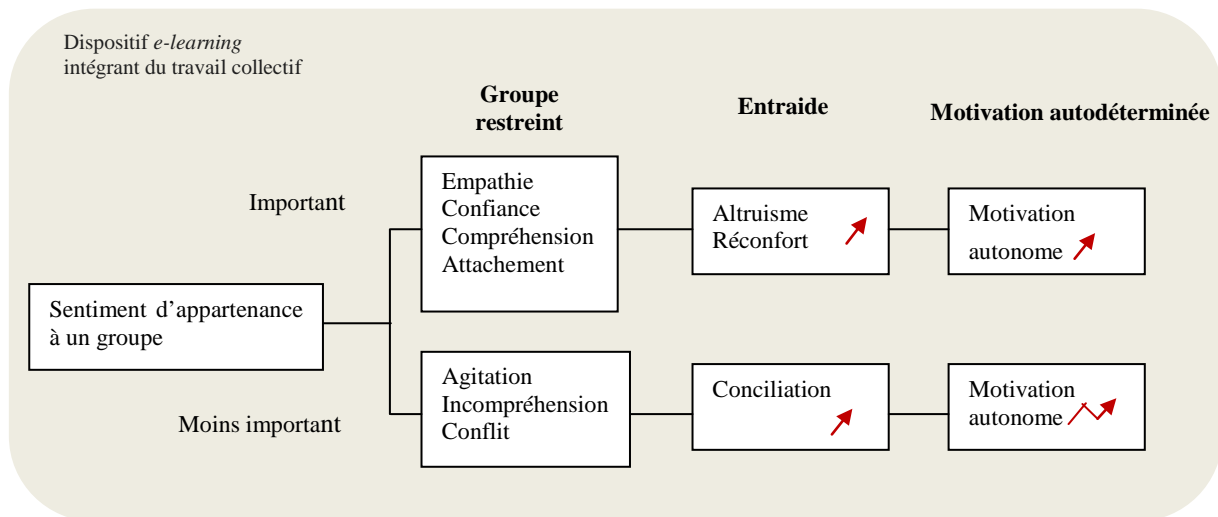 Dispositif e-learning
intégrant du travail collectif
Groupe
restreint
Entraide
Motivation autodéterminée
Important
Empathie
Confiance
Compréhension
Attachement
Altruisme
Réconfort
Motivation
autonome
Sentiment d’appartenance
à un groupe
Moins important
Agitation
Incompréhension
Conflit
Conciliation
Motivation
autonome